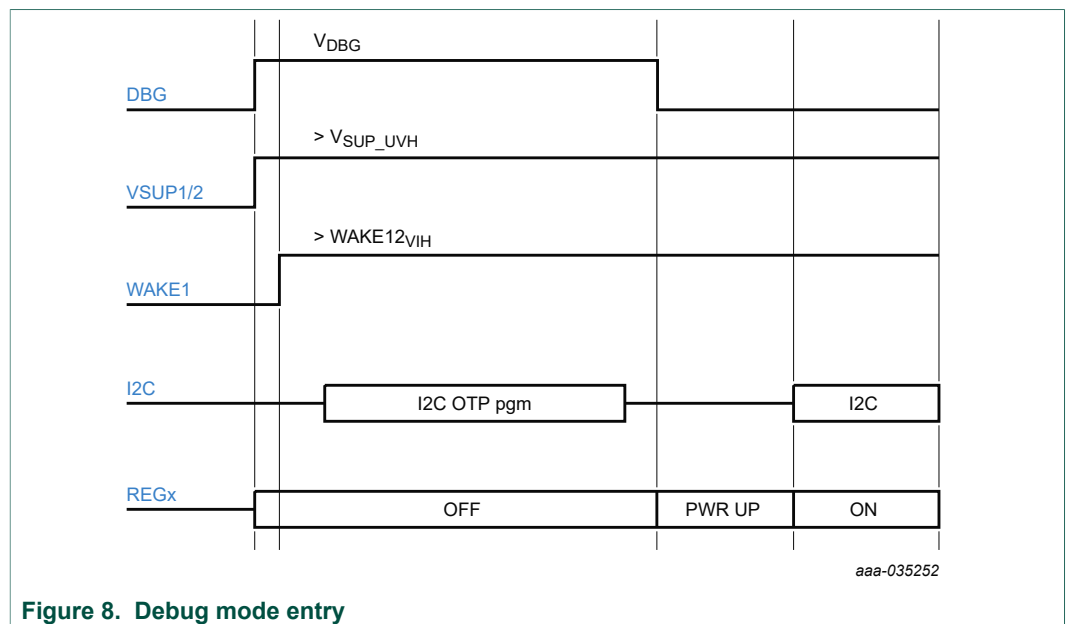 VDBG
DBG
> VSUP_UVH
VSUP1/2
> WAKE12VIH
WAKE1
I2C
I2C OTP pgm
I2C
REGx
OFF
PWR UP
ON
aaa-035252
Figure 8. Debug mode entry